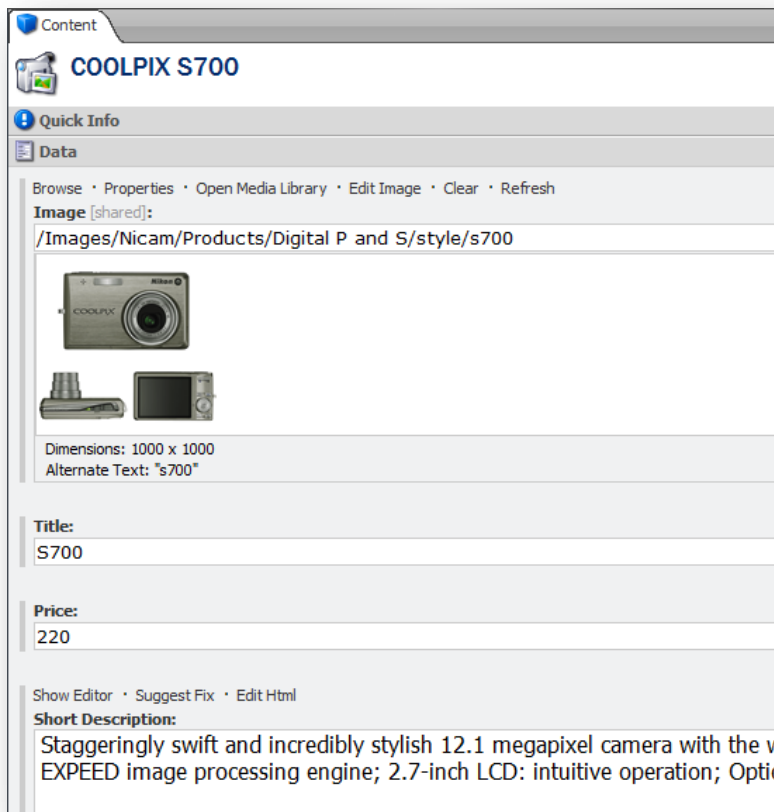 Content
COOLPIX S700
Quick Info
Data
Browse · Properties · Open Media Library · Edit Image · Clear · Refresh
Image [shared]:
/Images/Nicam/Products/Digital P and S/style/s700
Nikon
COOLPIX
Dimensions: 1000 x 1000
Alternate Text: "s700"
Title:
S700
Price:
220
Show Editor · Suggest Fix · Edit Html
Short Description:
Staggeringly swift and incredibly stylish 12.1 megapixel camera with the
EXPEED image processing engine; 2.7-inch LCD: intuitive operation;